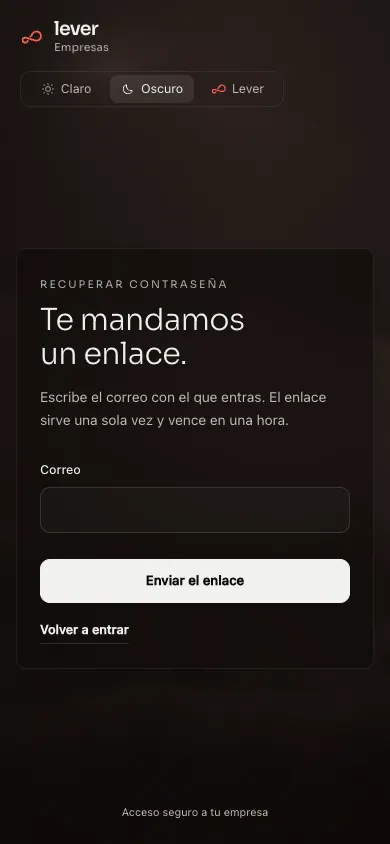 lever
Empresas
Claro
Oscuro
Lever
RECUPERAR CONTRASEÑA
Te mandamos
un enlace.
Escribe el correo con el que entras. El enlace
sirve una sola vez y vence en una hora.
Correo
Enviar el enlace
Volver a entrar
Acceso seguro a tu empresa